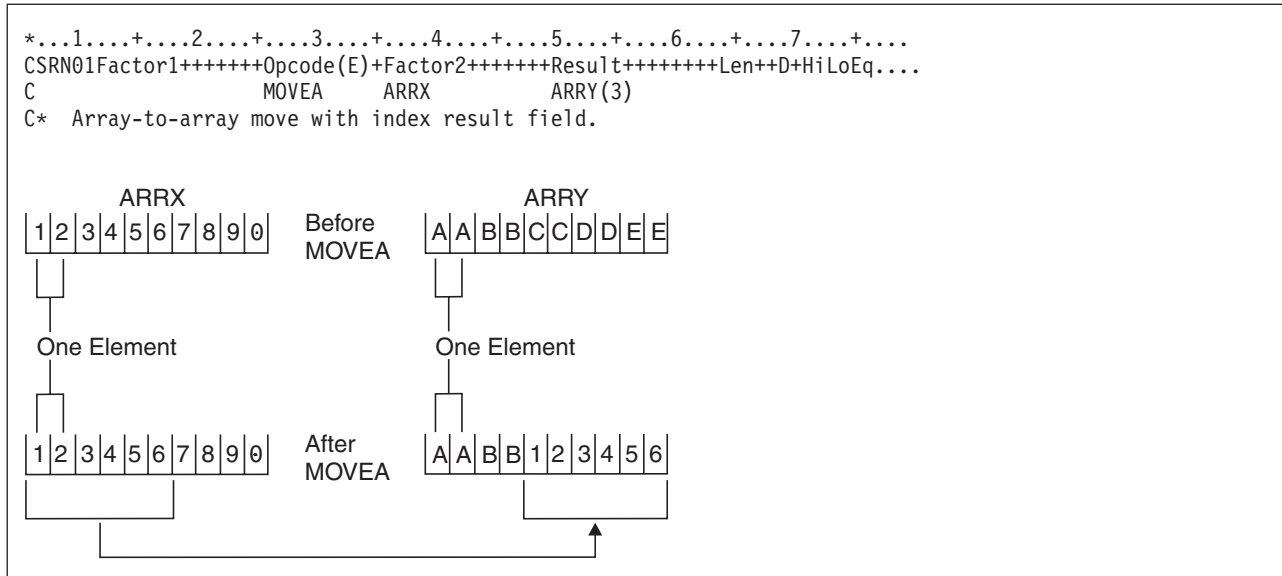 *...1....+....2....+....3....+....4....+....5....+....6....+....7....+....
CSRN01Factor1+++++++Opcode(E)+Factor2+++++++Result++++++++Len++D+HiLoEq....
C                   MOVEA     ARRX          ARRY(3)
C*  Array-to-array move with index result field.
ARRX ARRY
1 2 3 4 5 6 7 8 9 0 Before MOVEA A A B B C C D D E E
One Element One Element
1 2 3 4 5 6 7 8 9 0 After MOVEA A A B B 1 2 3 4 5 6